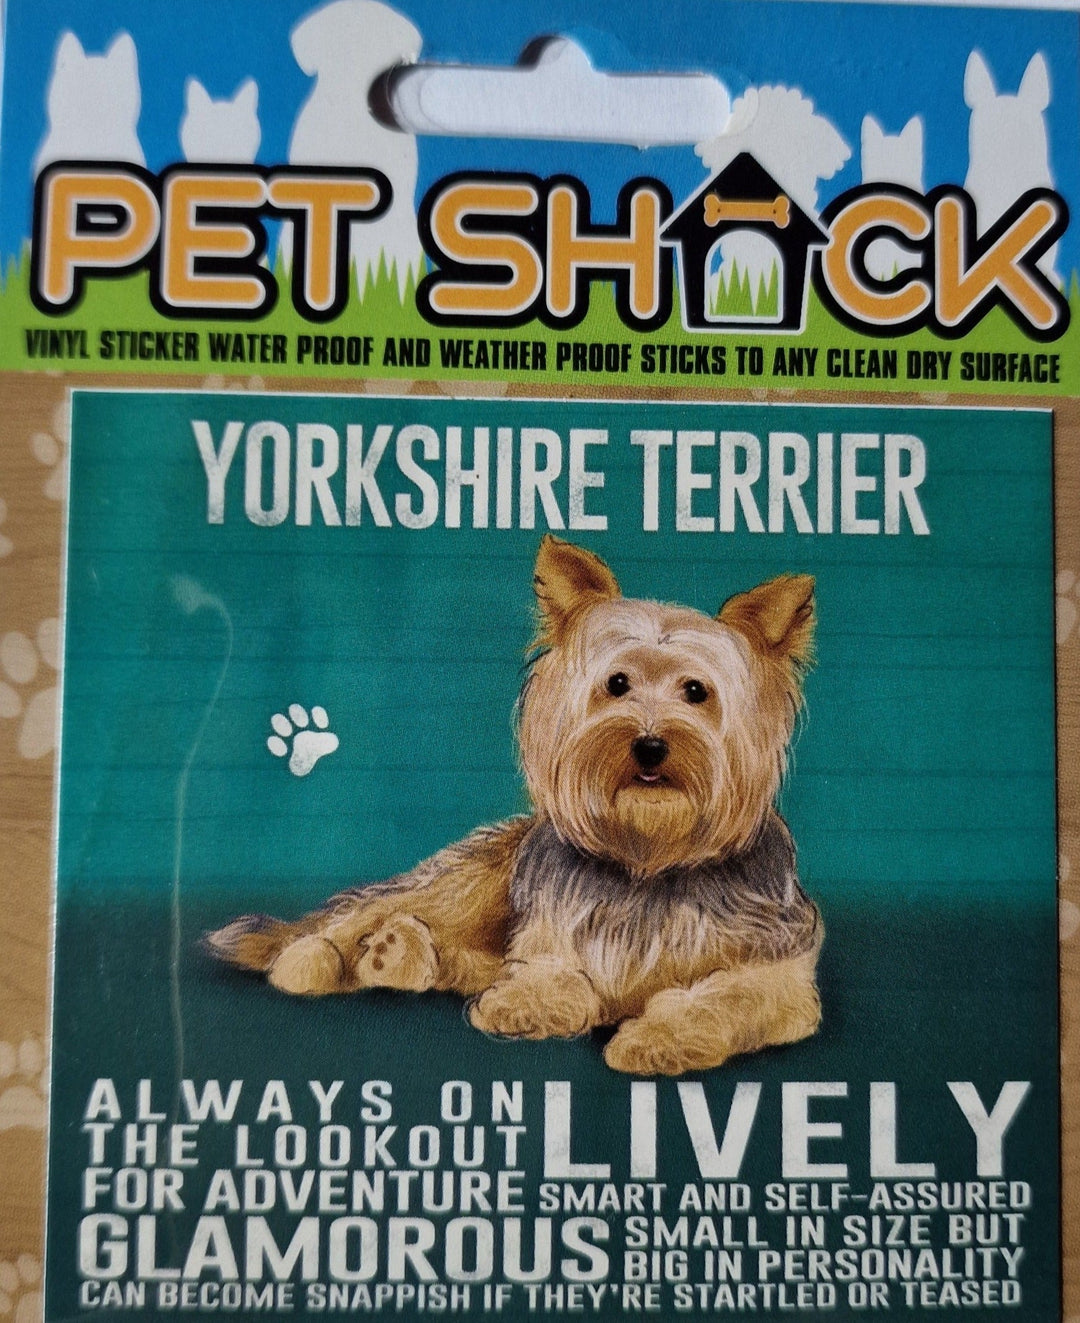 PET SHACK
VINYL STICKER WATER PROOF AND WEATHER PROOF STICKS TO ANY CLEAN DRY SURFACE
YORKSHIRE TERRIER
ALWAYS ON
THE LOOKOUT
FOR ADVENTURE
LIVELY
SMART AND SELF-ASSURED
GLAMOROUS
SMALL IN SIZE BUT
BIG IN PERSONALITY
CAN BECOME SNAPPISH IF THEY'RE STARTLED OR TEASED